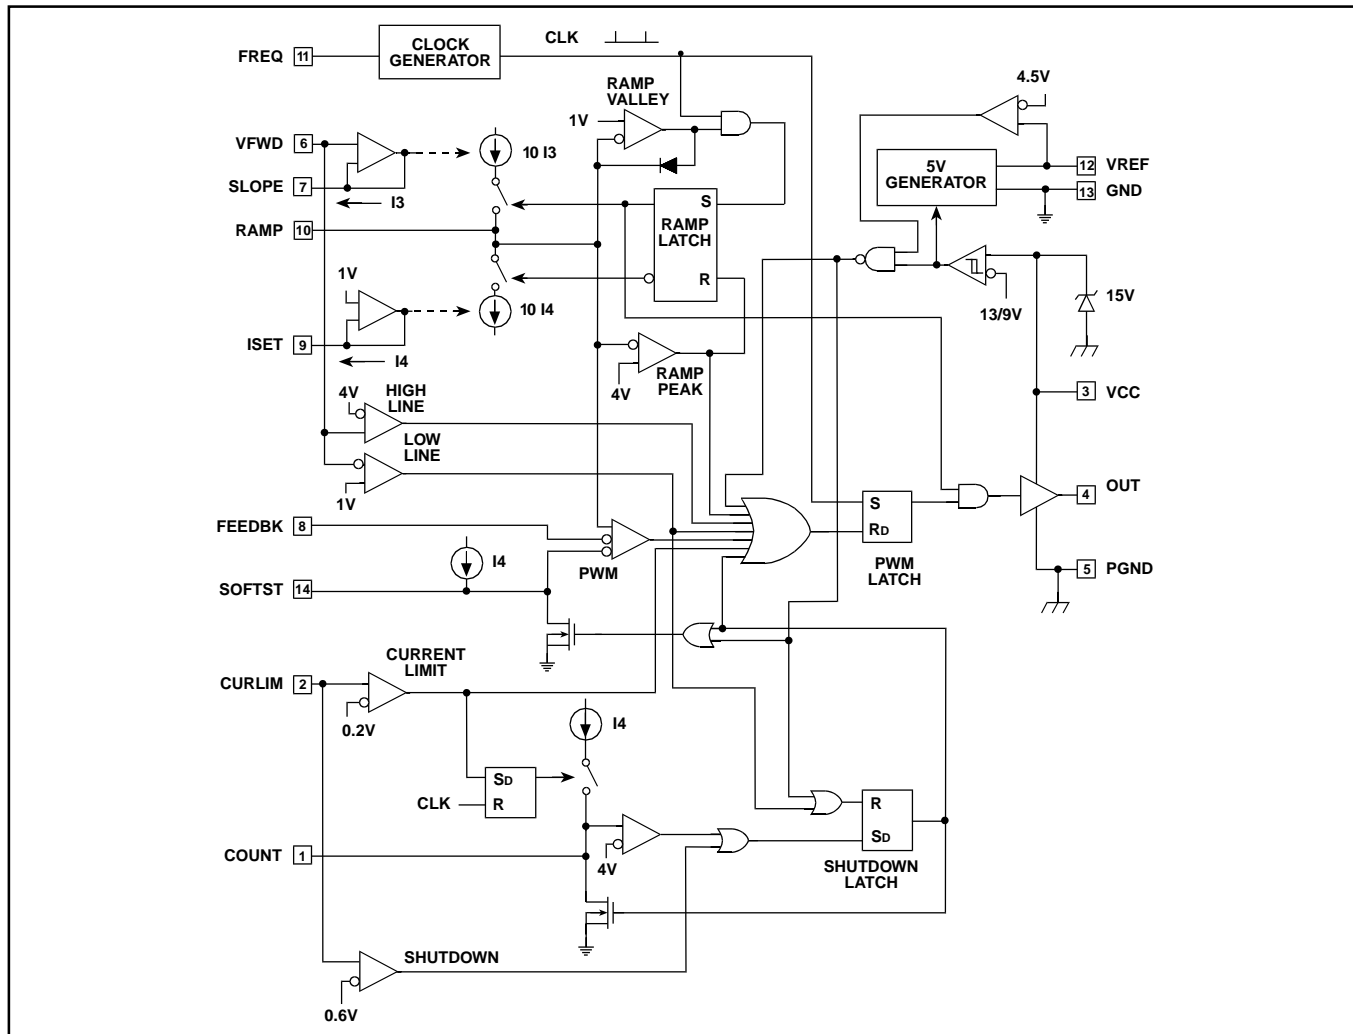 FREQ 11
CLOCK
GENERATOR
CLK
RAMP
VALLEY
1V
4.5V
VFWD 6
SLOPE 7
I3
10 I3
5V
GENERATOR
12 VREF
13 GND
RAMP 10
S
RAMP
LATCH
R
1V
10 I4
ISET 9
I4
4V
RAMP
PEAK
13/9V
15V
3 VCC
4V
HIGH
LINE
LOW
LINE
1V
FEEDBK 8
PWM
S
RD
PWM
LATCH
4 OUT
5 PGND
I4
SOFTST 14
CURRENT
LIMIT
CURLIM 2
0.2V
I4
SD
CLK R
R
SD
SHUTDOWN
LATCH
COUNT 1
4V
SHUTDOWN
0.6V